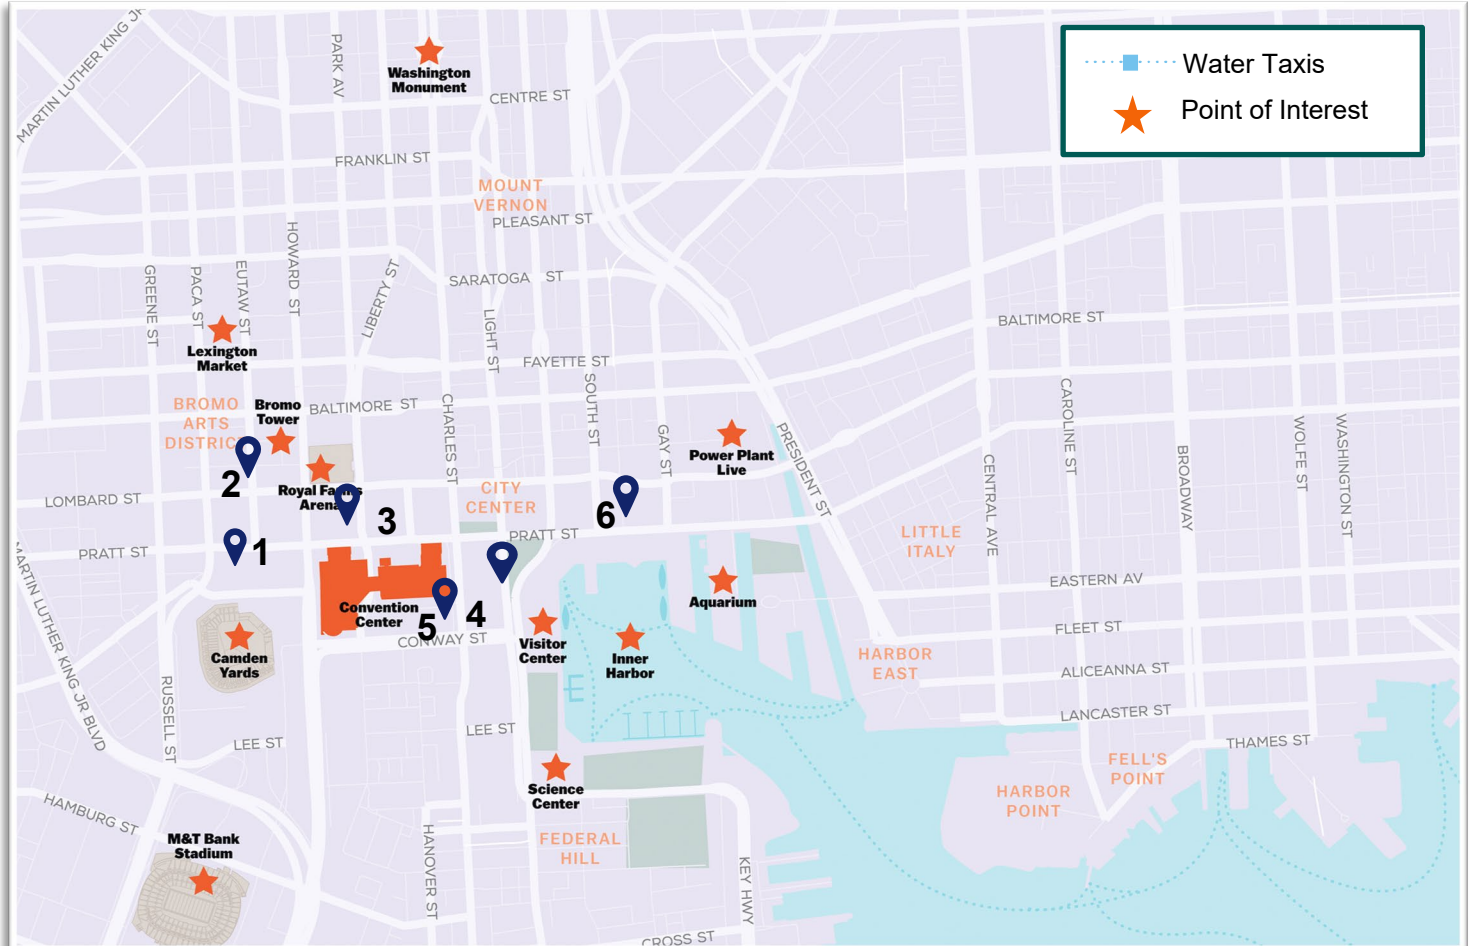 MARTIN LUTHER KING JR
PARK AV
Washington
Monument
CENTRE ST
Water Taxis
Point of Interest
FRANKLIN ST
MOUNT
VERNON
PLEASANT ST
HOWARD ST
SARATOGA ST
GREENE ST
PACA ST
EUTAW ST
LIBERTY ST
LIGHT ST
BALTIMORE ST
Lexington
Market
FAYETTE ST
SOUTH ST
BROMO
ARTS
DISTRIC
Bromo
Tower
BALTIMORE ST
CHARLES ST
GAY ST
Power Plant
Live
PRESIDENT ST
CENTRAL AVE
CAROLINE ST
BROADWAY
WOLFE ST
WASHINGTON ST
2
LOMBARD ST
Royal Farms
Arena
3
CITY
CENTER
6
PRATT ST
1
PRATT ST
LITTLE
ITALY
EASTERN AV
MARTIN LUTHER KING JR BLVD
Convention
Center
5
4
CONWAY ST
Aquarium
Visitor
Center
Inner
Harbor
FLEET ST
HARBOR
EAST
ALICEANNA ST
Camden
Yards
RUSSELL ST
LEE ST
LEE ST
LANCASTER ST
THAMES ST
FELL'S
POINT
HARBOR
POINT
Science
Center
HAMBURG ST
M&T Bank
Stadium
HANOVER ST
FEDERAL
HILL
KEY HWY
CROSS ST